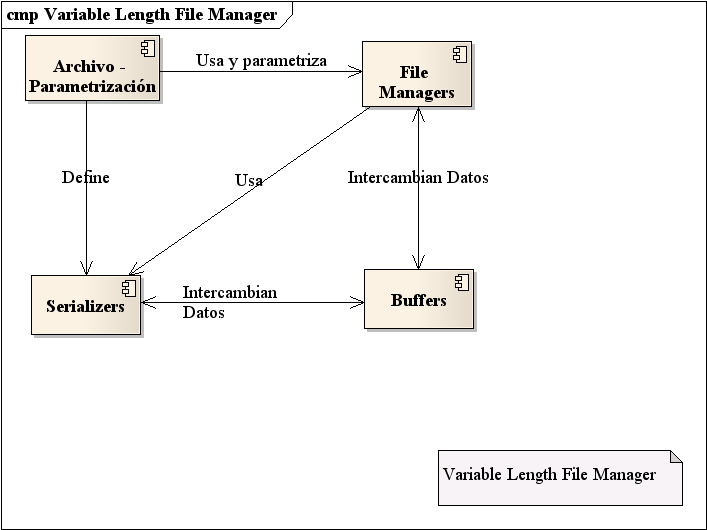 cmp Variable Length File Manager
Archivo -
Parametrización
Usa y parametriza
File
Managers
Define
Usa
Intercambian Datos
Serializers
Intercambian
Datos
Buffers
Variable Length File Manager